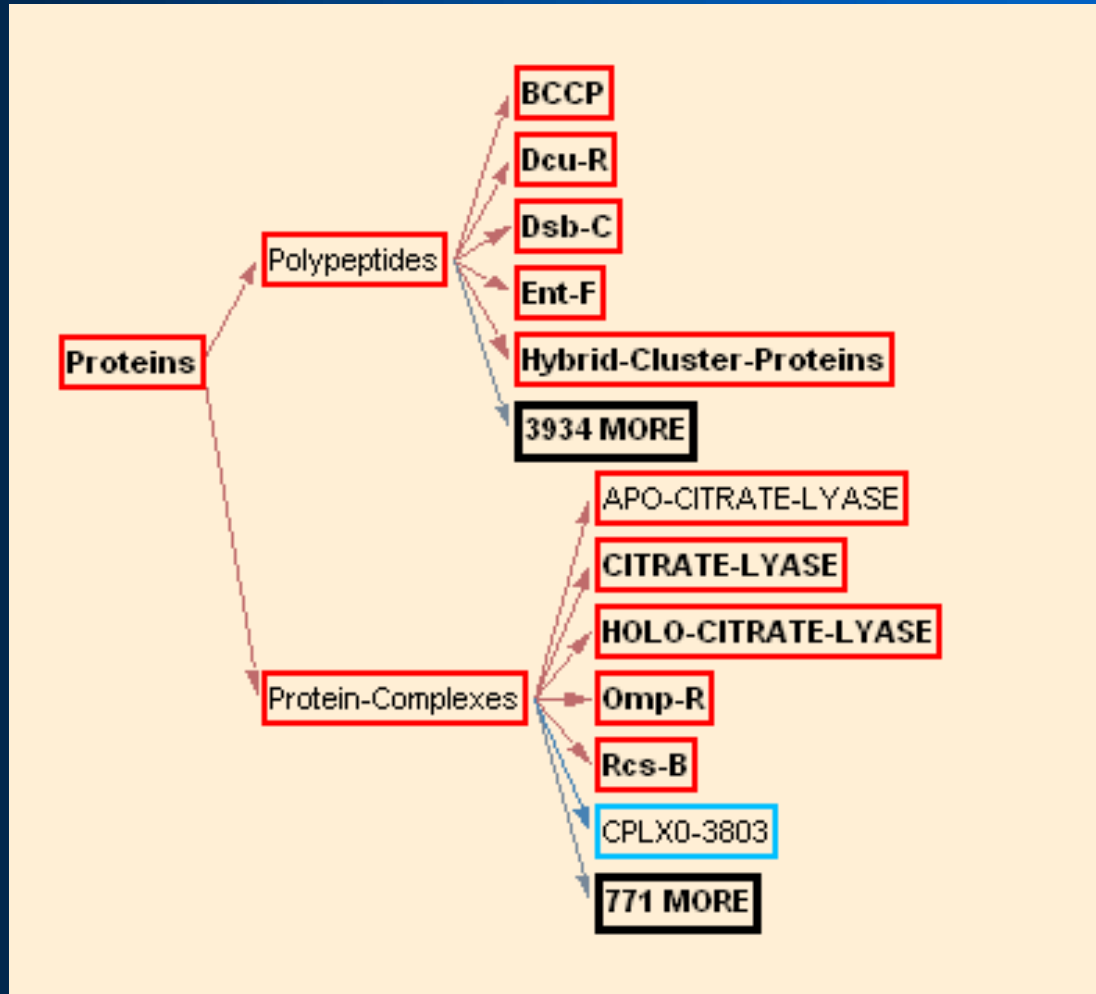 BCCP
Dcu-R
Dsb-C
Polypeptides
Ent-F
Proteins
Hybrid-Cluster-Proteins
3934 MORE
APO-CITRATE-LYASE
CITRATE-LYASE
HOLO-CITRATE-LYASE
Protein-Complexes
Omp-R
Rcs-B
CPLX0-3803
771 MORE